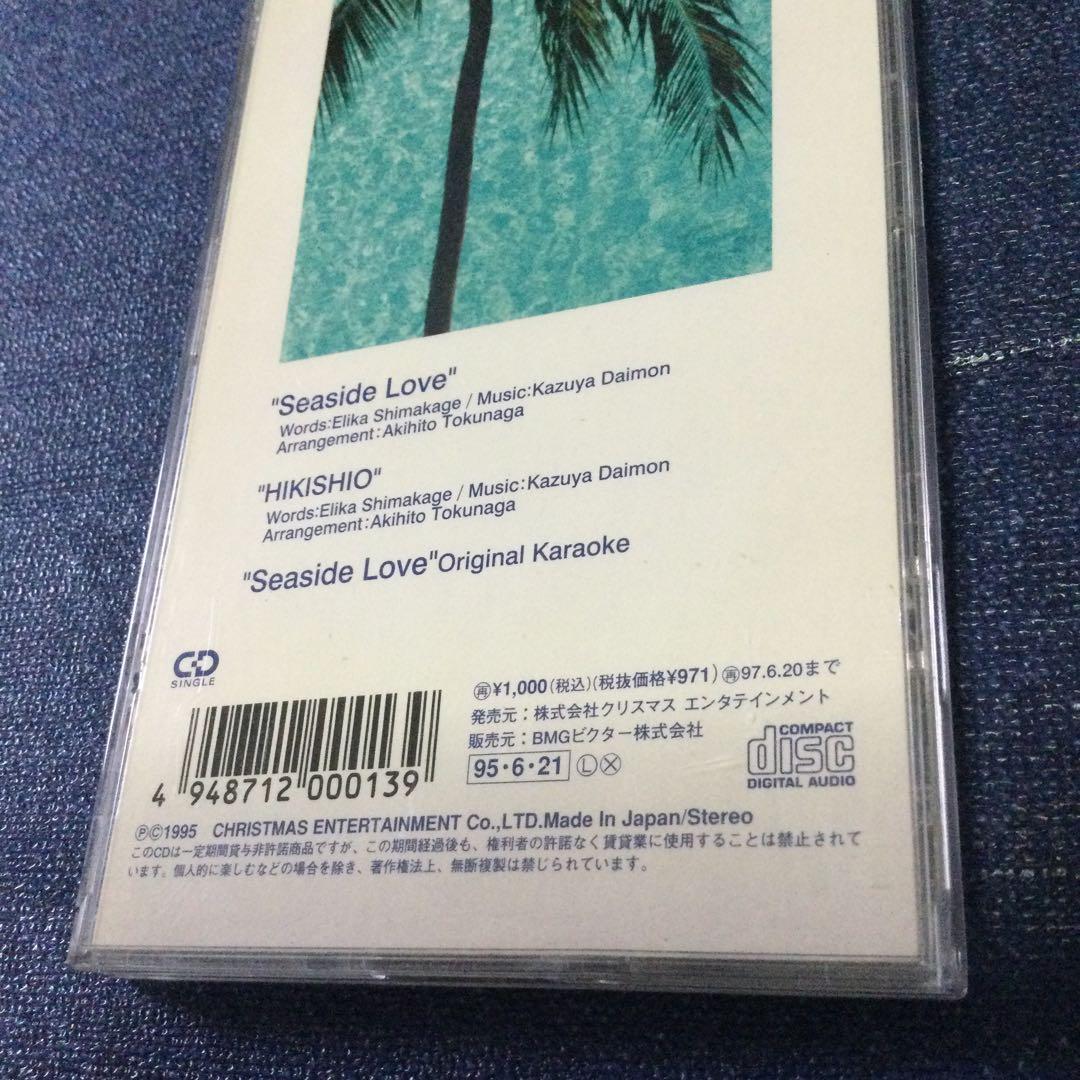 "Seaside Love"
Words:Elika Shimakage / Music:Kazuya Daimon
Arrangement:Akihito Tokunaga
"HIKISHIO"
Words:Elika Shimakage / Music:Kazuya Daimon
Arrangement:Akihito Tokunaga
"Seaside Love"Original Karaoke
CD
SINGLE
4 948712 000139
㊢¥1,000(税込)(税抜価格¥971)㊢97.6.20まで
発売元:株式会社クリスマス エンタテインメント
販売元:BMGビクター株式会社
95・6・21 Ⓛ Ⓧ
COMPACT
disc
DIGITAL AUDIO
ⓅⒸ1995 CHRISTMAS ENTERTAINMENT Co.,LTD.Made In Japan/Stereo
このCDは一定期間貸与非許諾商品ですが、この期間経過後も、権利者の許諾なく賃貸業に使用することは禁止されて
います。個人的に楽しむなどの場合を除き、著作権法上、無断複製は禁じられています。